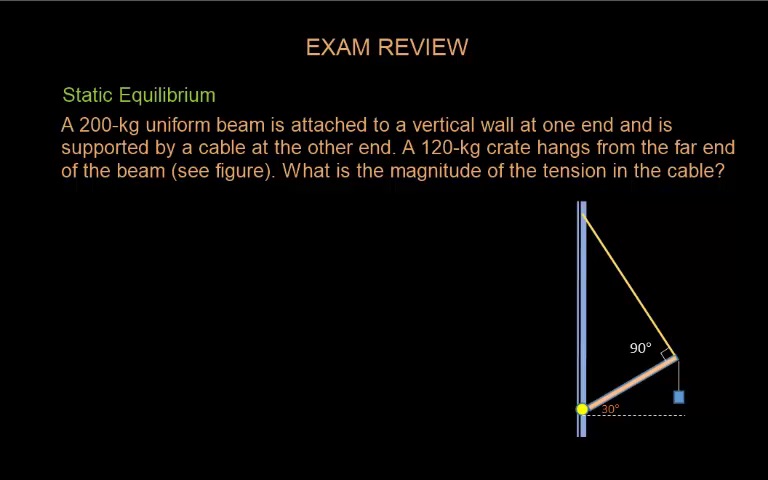 EXAM REVIEW
Static Equilibrium
A 200-kg uniform beam is attached to a vertical wall at one end and is
supported by a cable at the other end. A 120-kg crate hangs from the far end
of the beam (see figure). What is the magnitude of the tension in the cable?
90°
30°